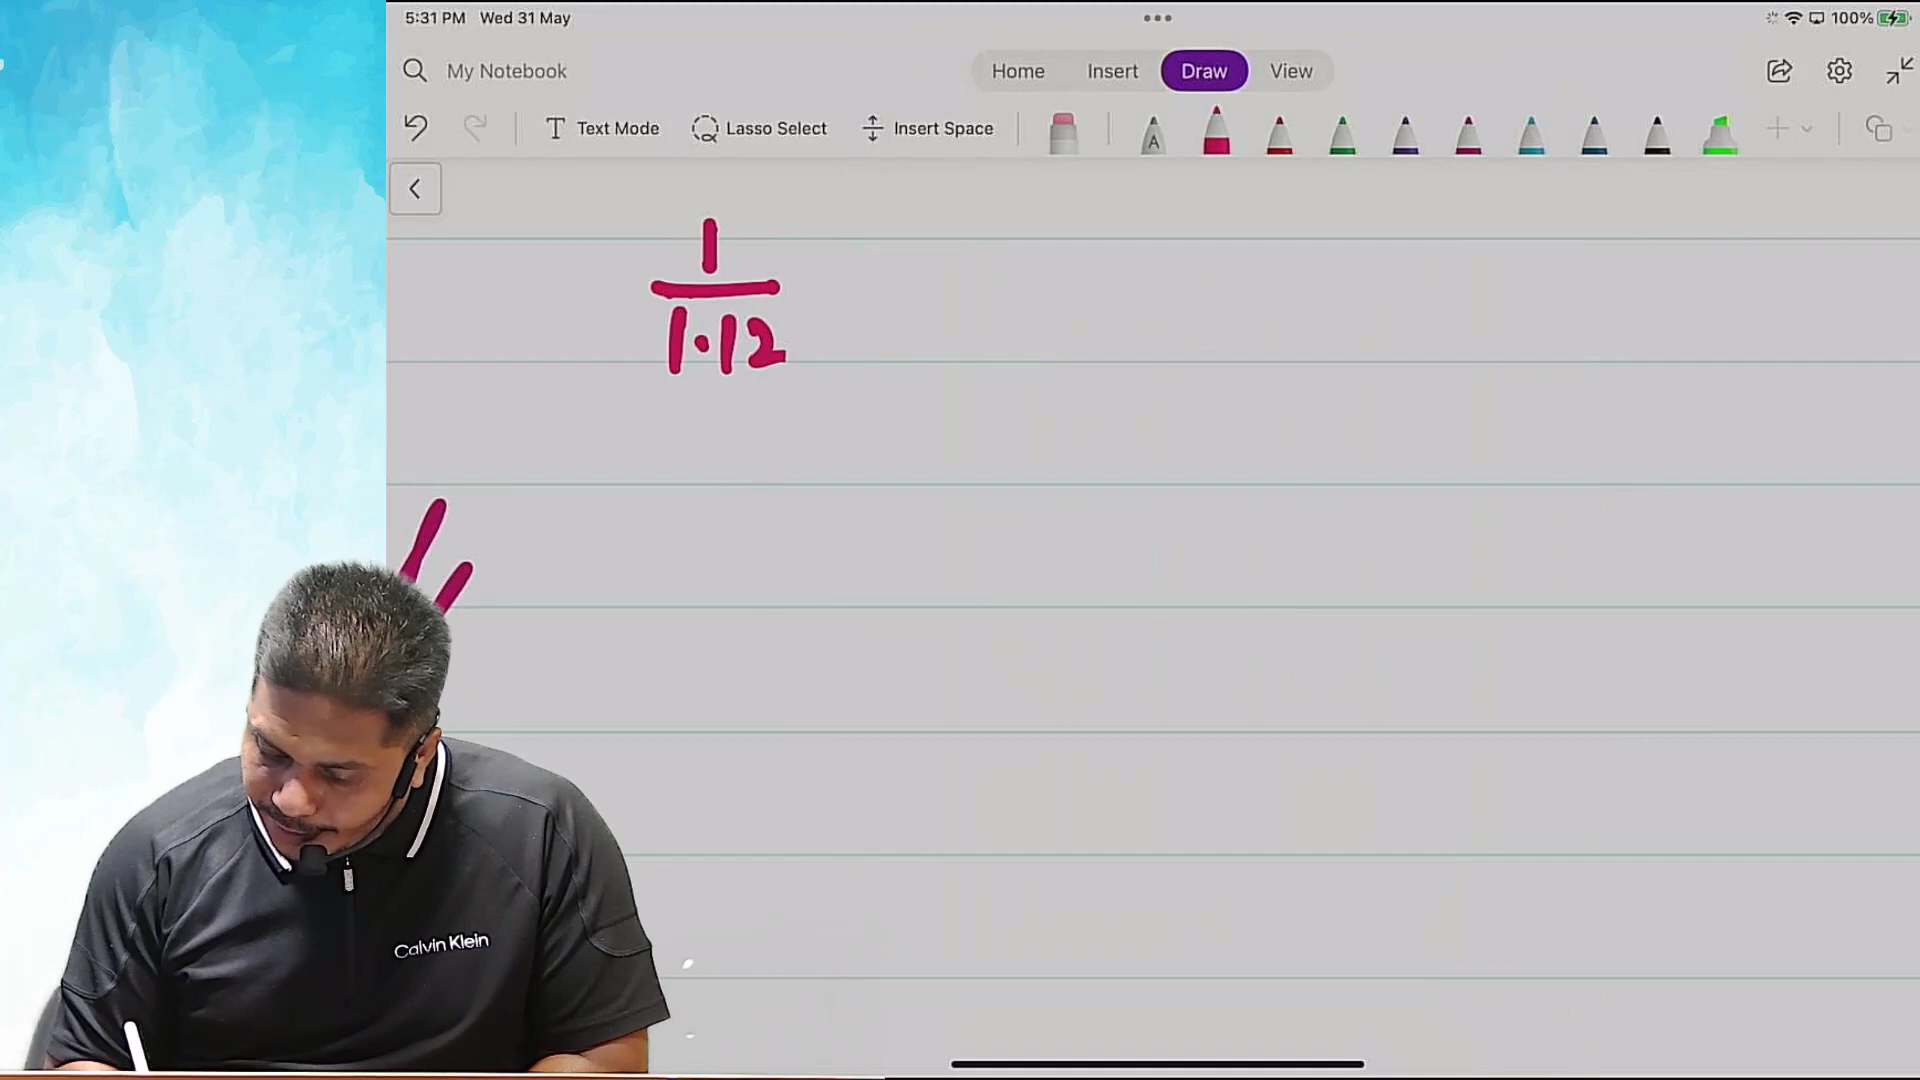 5:31 PM Wed 31 May
100%
My Notebook
Home Insert Draw View
Text Mode Lasso Select Insert Space
A
1
1.12
Calvin Klein